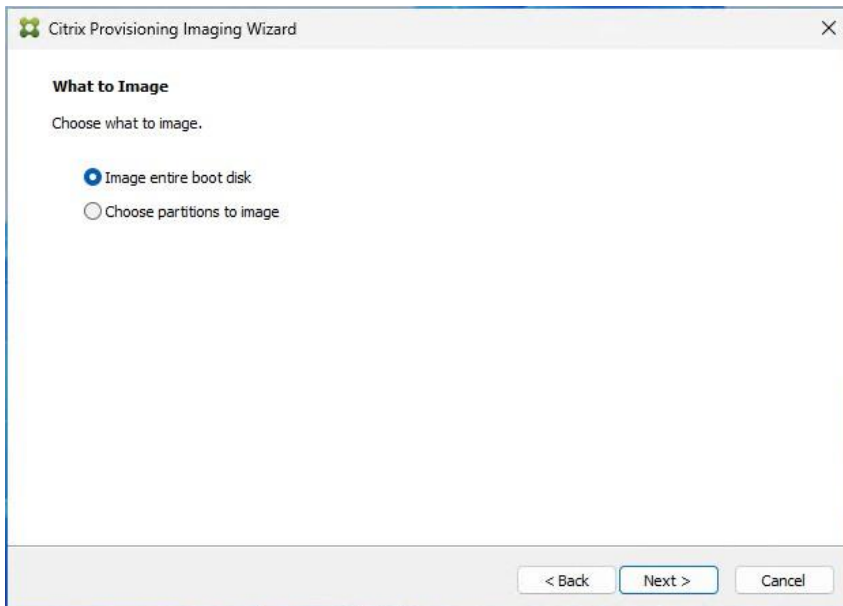 Citrix Provisioning Imaging Wizard
What to Image
Choose what to image.
Image entire boot disk
Choose partitions to image
< Back Next > Cancel